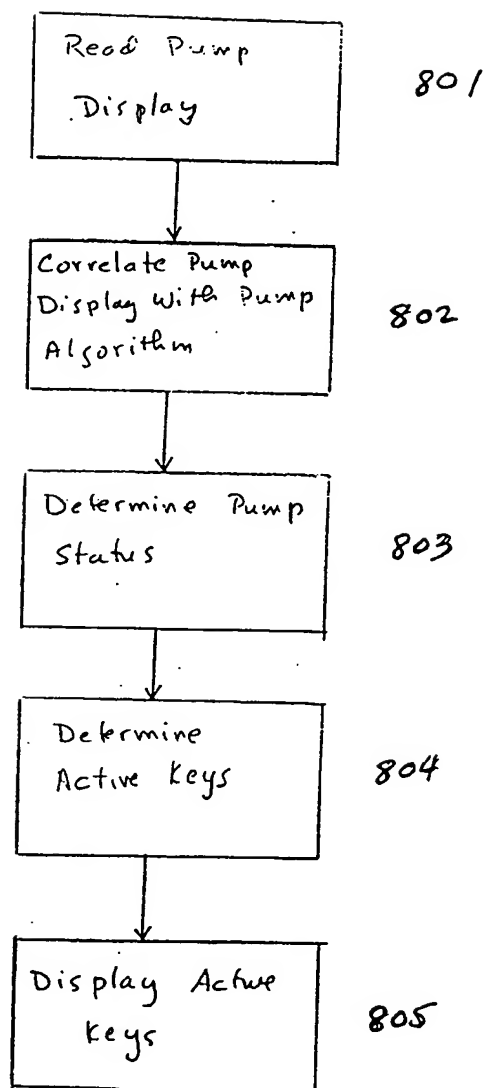 Read Pump
Display
801
Correlate Pump
Display with Pump
Algorithm
802
Determine Pump
Status
803
Determine
Active Keys
804
Display Active
Keys
805